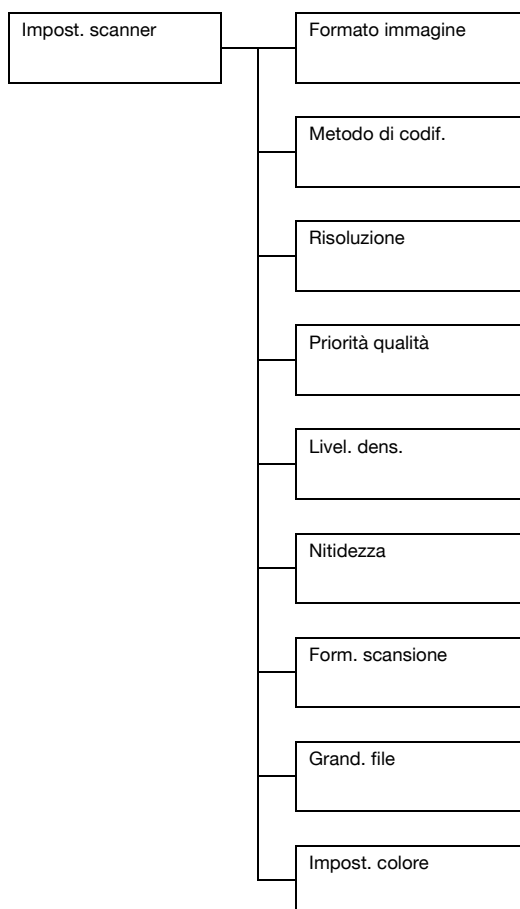 Impost. scanner
Formato immagine
Metodo di codif.
Risoluzione
Priorità qualità
Livel. dens.
Nitidezza
Form. scansione
Grand. file
Impost. colore